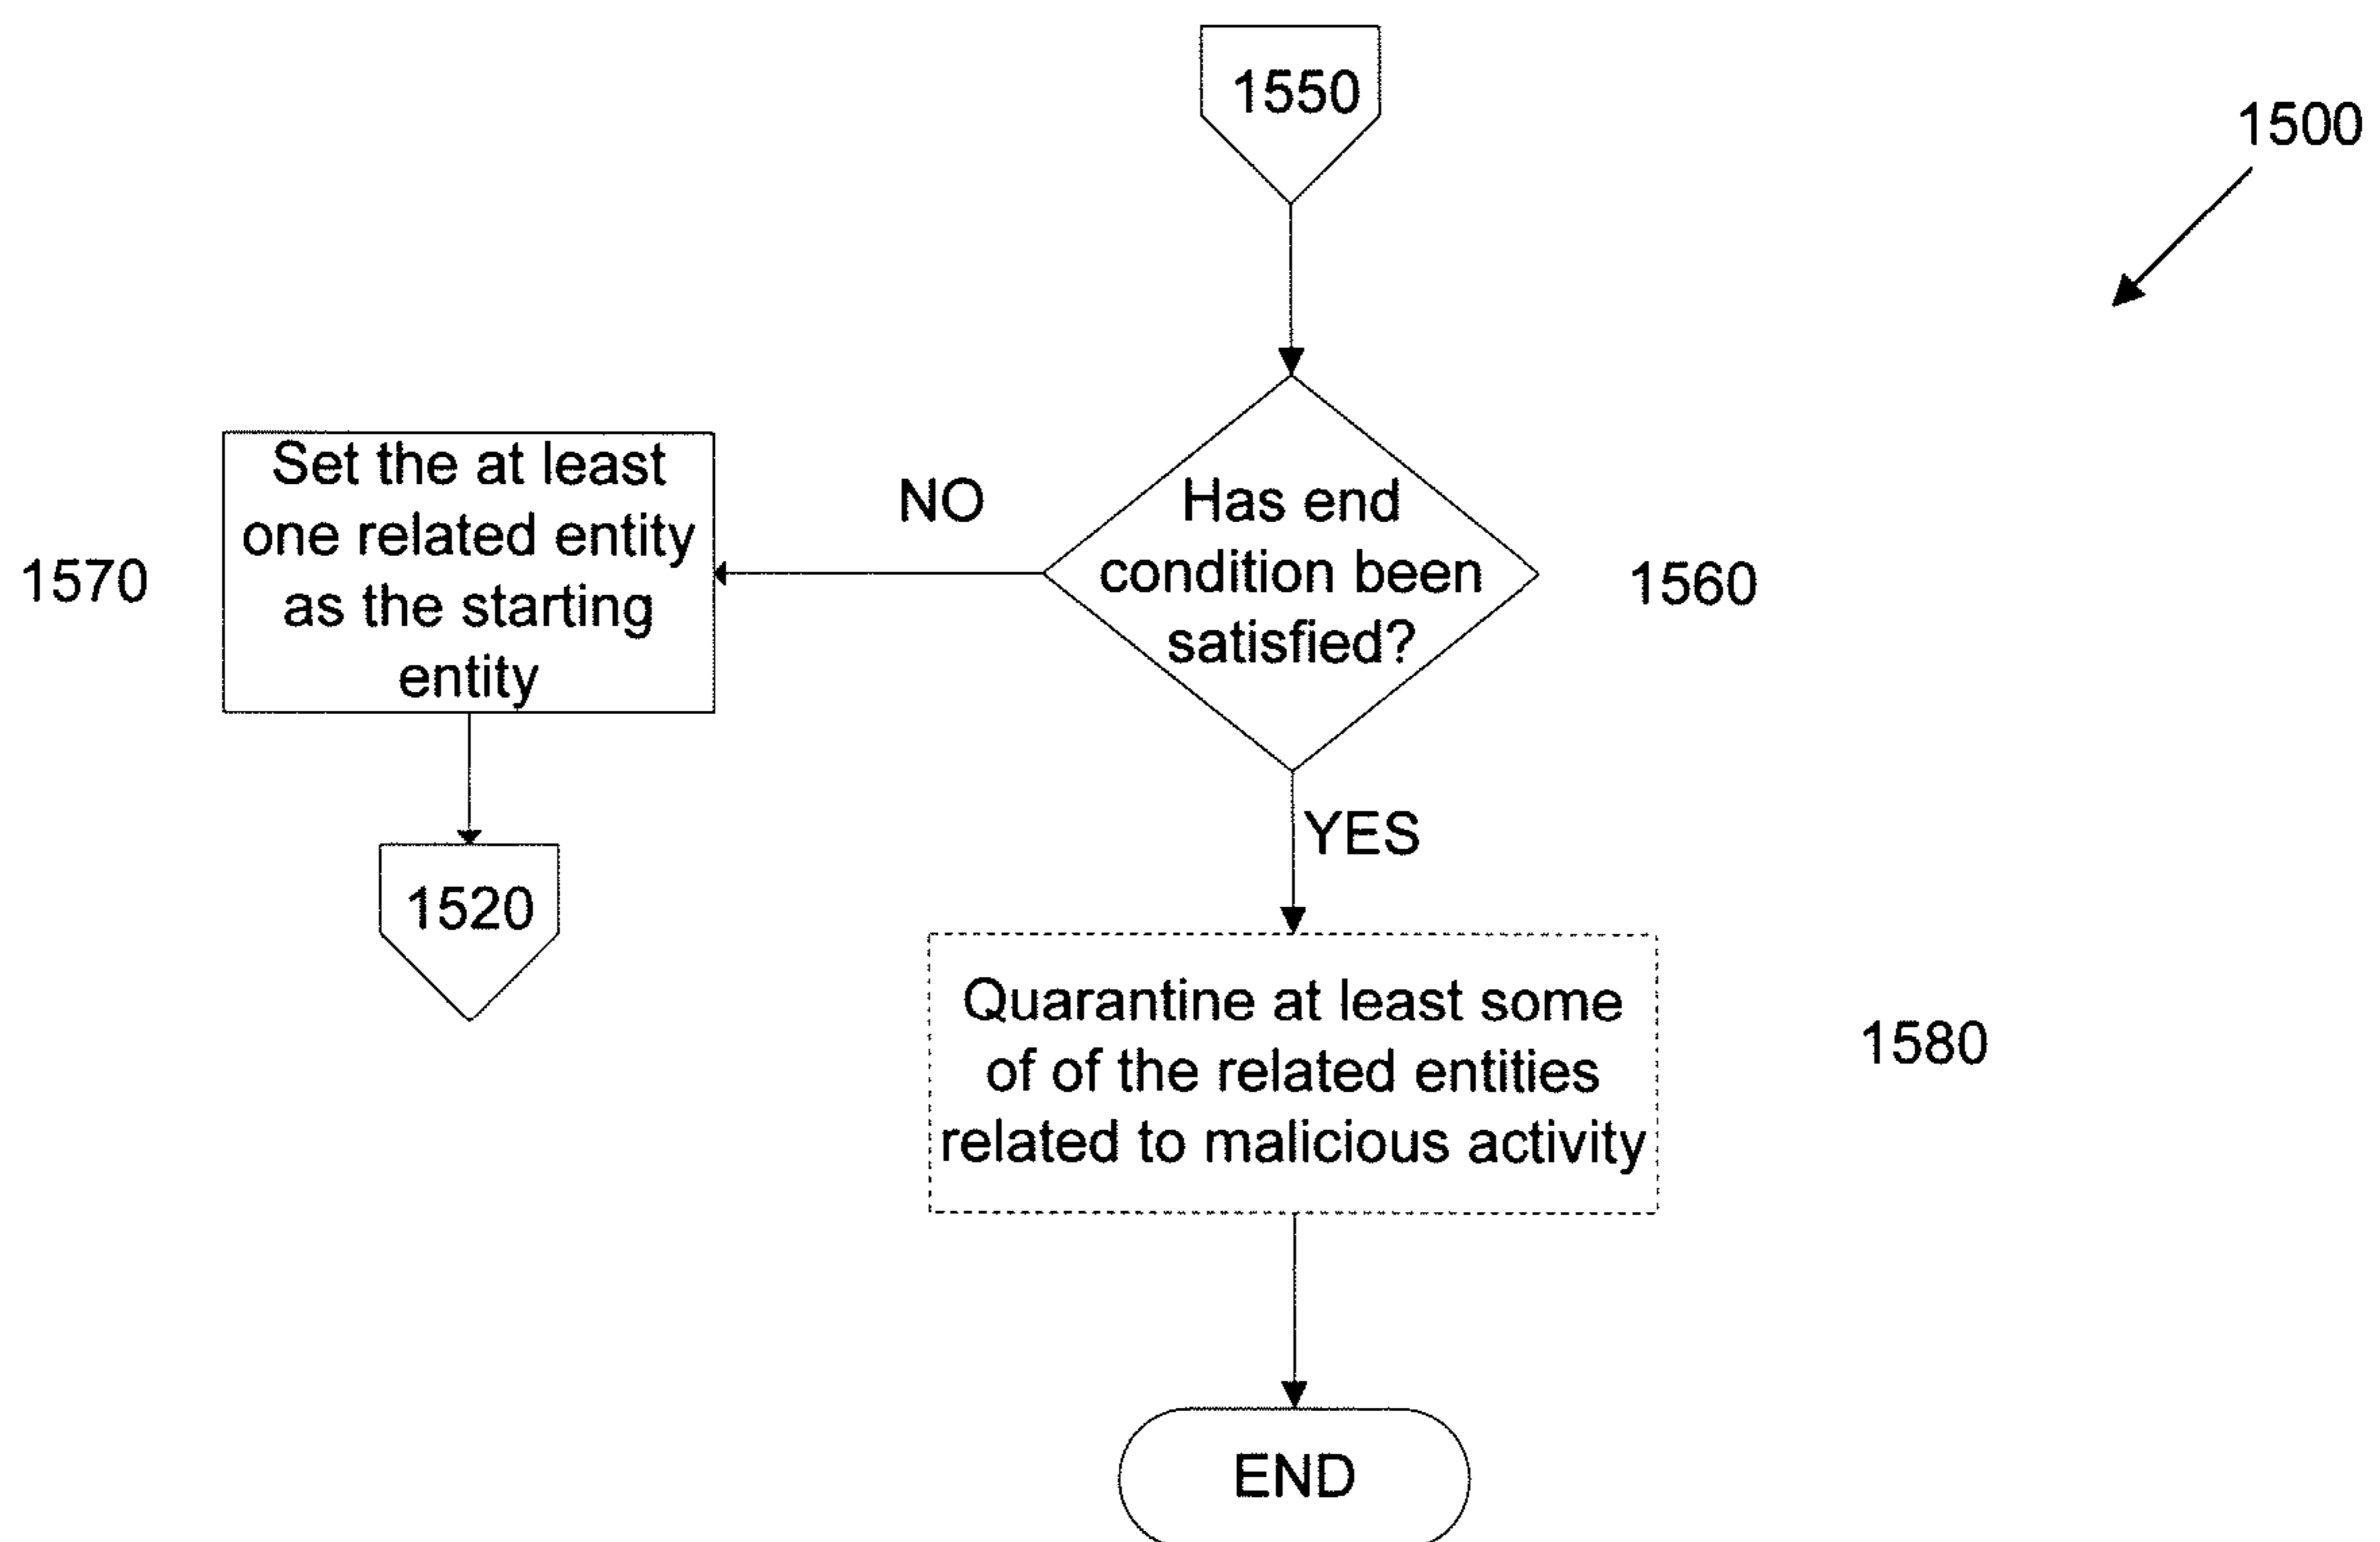 1550
1500
Set the at least
one related entity
as the starting
entity
1570
NO
Has end
condition been
satisfied?
1560
YES
1520
Quarantine at least some
of of the related entities
related to malicious activity
1580
END